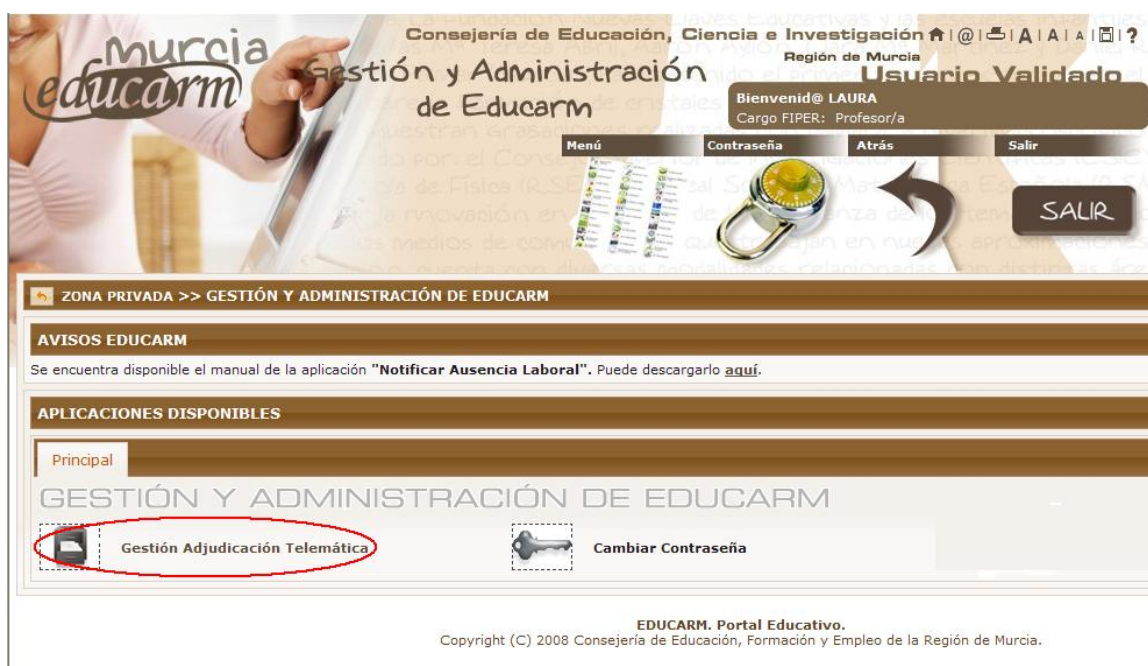 murcia
educarm
Gestión y Administración
de Educarm
Consejería de Educación, Ciencia e Investigación
Región de Murcia
| @ | | A | A | A | | ?
Usuario Validado
Bienvenid@ LAURA
Cargo FIPER: Profesor/a
Menú Contraseña Atrás Salir
SALIR
ZONA PRIVADA >> GESTIÓN Y ADMINISTRACIÓN DE EDUCARM
AVISOS EDUCARM
Se encuentra disponible el manual de la aplicación "Notificar Ausencia Laboral". Puede descargarlo aquí.
APLICACIONES DISPONIBLES
Principal
GESTIÓN Y ADMINISTRACIÓN DE EDUCARM
Gestión Adjudicación Telemática Cambiar Contraseña
EDUCARM. Portal Educativo.
Copyright (C) 2008 Consejería de Educación, Formación y Empleo de la Región de Murcia.